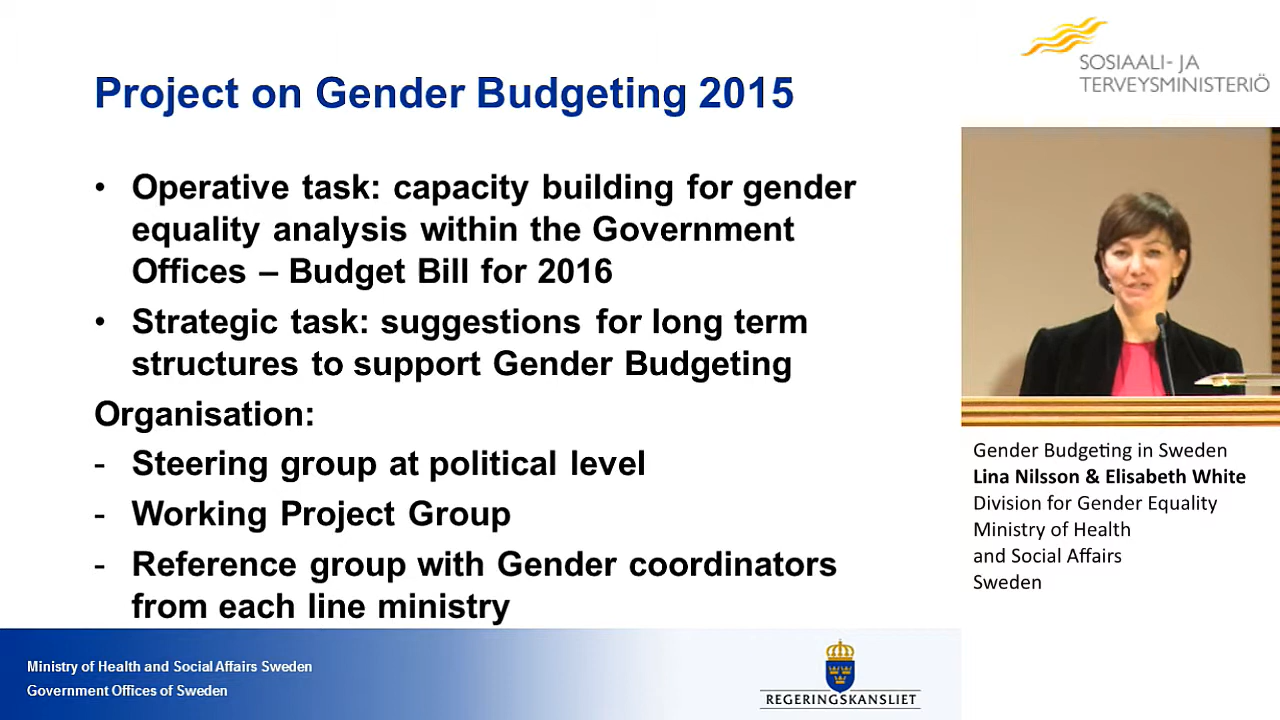 Project on Gender Budgeting 2015
• Operative task: capacity building for gender
equality analysis within the Government
Offices – Budget Bill for 2016
• Strategic task: suggestions for long term
structures to support Gender Budgeting
Organisation:
- Steering group at political level
- Working Project Group
- Reference group with Gender coordinators
from each line ministry
Ministry of Health and Social Affairs Sweden
Government Offices of Sweden
REGERINGSKANSLIET
SOSIAALI- JA
TERVEYSMINISTERIÖ
Gender Budgeting in Sweden
Lina Nilsson & Elisabeth White
Division for Gender Equality
Ministry of Health
and Social Affairs
Sweden